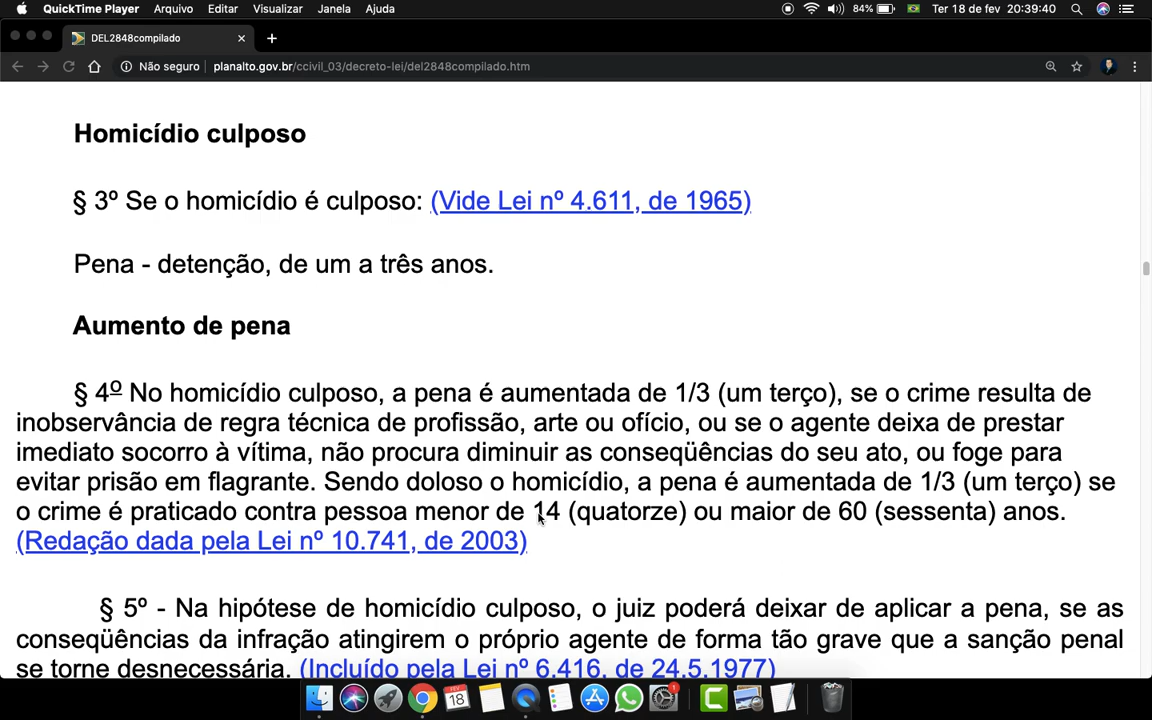 QuickTime Player Arquivo Editar Visualizar Janela Ajuda 84% Ter 18 de fev 20:39:40
DEL2848compilado
Não seguro planalto.gov.br/ccivil_03/decreto-lei/del2848compilado.htm
Homicídio culposo
§ 3º Se o homicídio é culposo: (Vide Lei nº 4.611, de 1965)
Pena - detenção, de um a três anos.
Aumento de pena
§ 4º No homicídio culposo, a pena é aumentada de 1/3 (um terço), se o crime resulta de
inobservância de regra técnica de profissão, arte ou ofício, ou se o agente deixa de prestar
imediato socorro à vítima, não procura diminuir as conseqüências do seu ato, ou foge para
evitar prisão em flagrante. Sendo doloso o homicídio, a pena é aumentada de 1/3 (um terço) se
o crime é praticado contra pessoa menor de 14 (quatorze) ou maior de 60 (sessenta) anos.
(Redação dada pela Lei nº 10.741, de 2003)
§ 5º - Na hipótese de homicídio culposo, o juiz poderá deixar de aplicar a pena, se as
conseqüências da infração atingirem o próprio agente de forma tão grave que a sanção penal
se torne desnecessária. (Incluído pela Lei nº 6.416, de 24.5.1977)
FEV
18
1